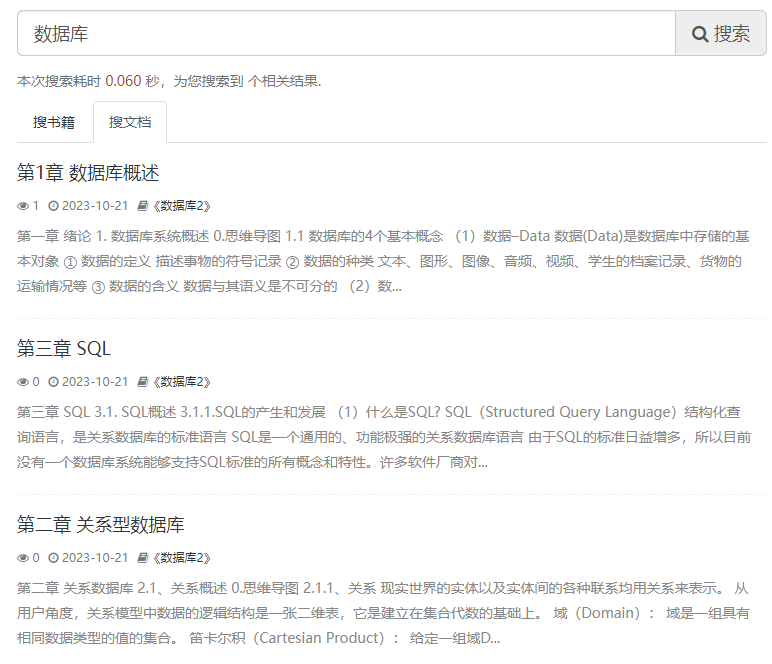 数据库
搜索
本次搜索耗时 0.060 秒，为您搜索到 个相关结果.
搜书籍
搜文档
第1章 数据库概述
1 2023-10-21 《数据库2》
第一章 绪论 1. 数据库系统概述 0.思维导图 1.1 数据库的4个基本概念 （1）数据–Data 数据(Data)是数据库中存储的基
本对象 ① 数据的定义 描述事物的符号记录 ② 数据的种类 文本、图形、图像、音频、视频、学生的档案记录、货物的
运输情况等 ③ 数据的含义 数据与其语义是不可分的 （2）数...
第三章 SQL
0 2023-10-21 《数据库2》
第三章 SQL 3.1. SQL概述 3.1.1.SQL的产生和发展 （1）什么是SQL? SQL（Structured Query Language）结构化查
询语言，是关系数据库的标准语言 SQL是一个通用的、功能极强的关系数据库语言 由于SQL的标准日益增多，所以目前
没有一个数据库系统能够支持SQL标准的所有概念和特性。许多软件厂商对...
第二章 关系型数据库
0 2023-10-21 《数据库2》
第二章 关系数据库 2.1、关系概述 0.思维导图 2.1.1、关系 现实世界的实体以及实体间的各种联系均用关系来表示。 从
用户角度，关系模型中数据的逻辑结构是一张二维表，它是建立在集合代数的基础上。 域（Domain）： 域是一组具有
相同数据类型的值的集合。 笛卡尔积（Cartesian Product）： 给定一组域D...